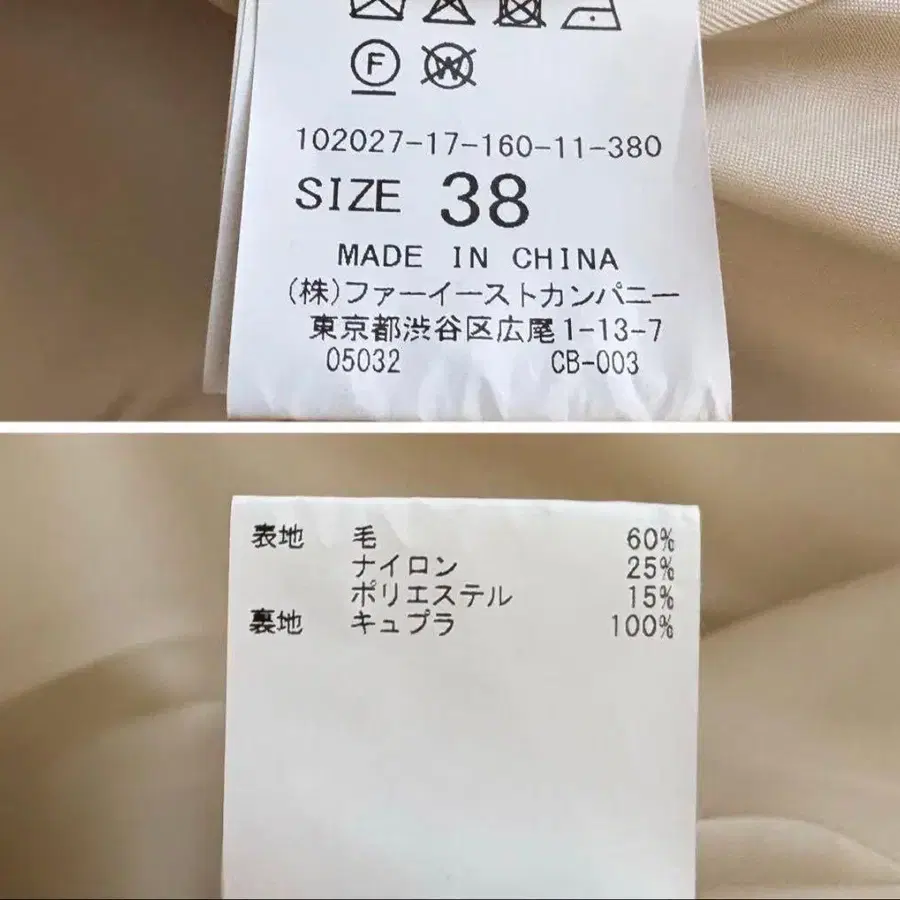 F
W
102027-17-160-11-380
SIZE 38
MADE IN CHINA
(株)ファーイーストカンパニー
東京都渋谷区広尾1-13-7
05032 CB-003
表地 毛 60%
ナイロン 25%
ポリエステル 15%
裏地 キュプラ 100%